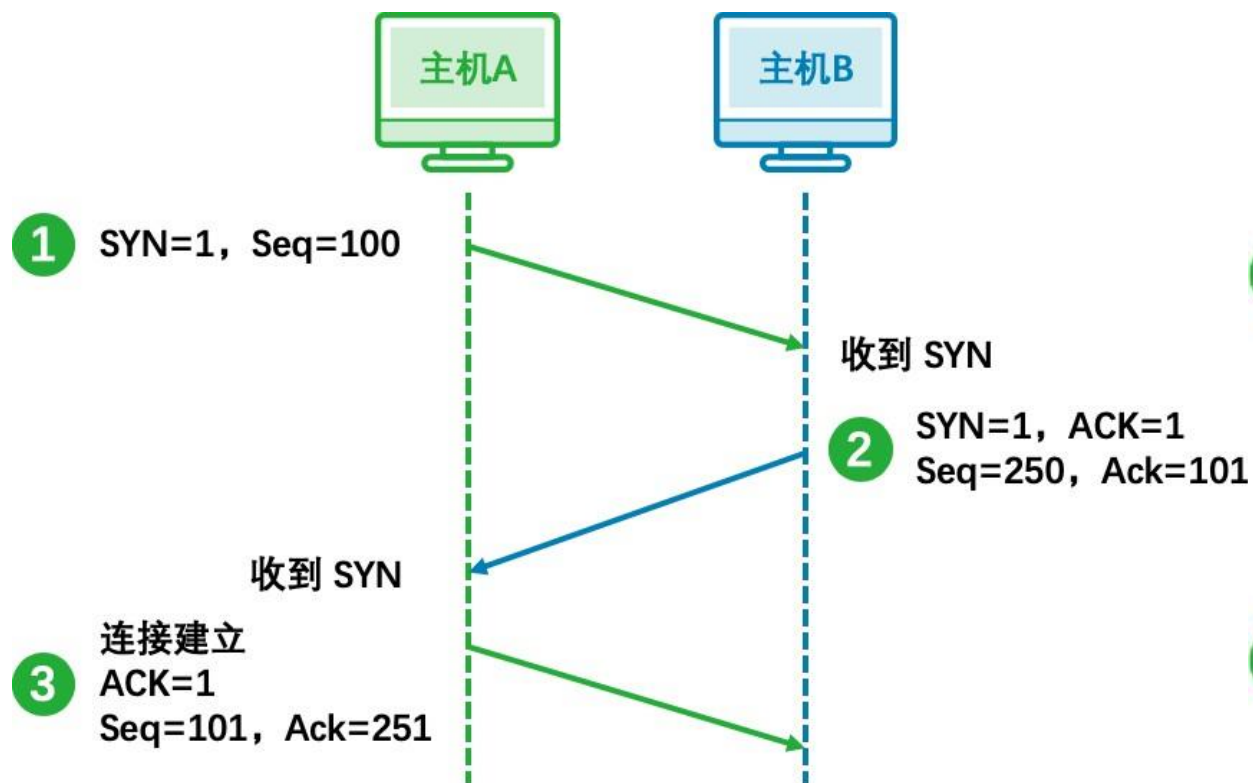 主机A
主机B
1
SYN=1，Seq=100
收到 SYN
2
SYN=1，ACK=1
Seq=250，Ack=101
收到 SYN
3
连接建立
ACK=1
Seq=101，Ack=251